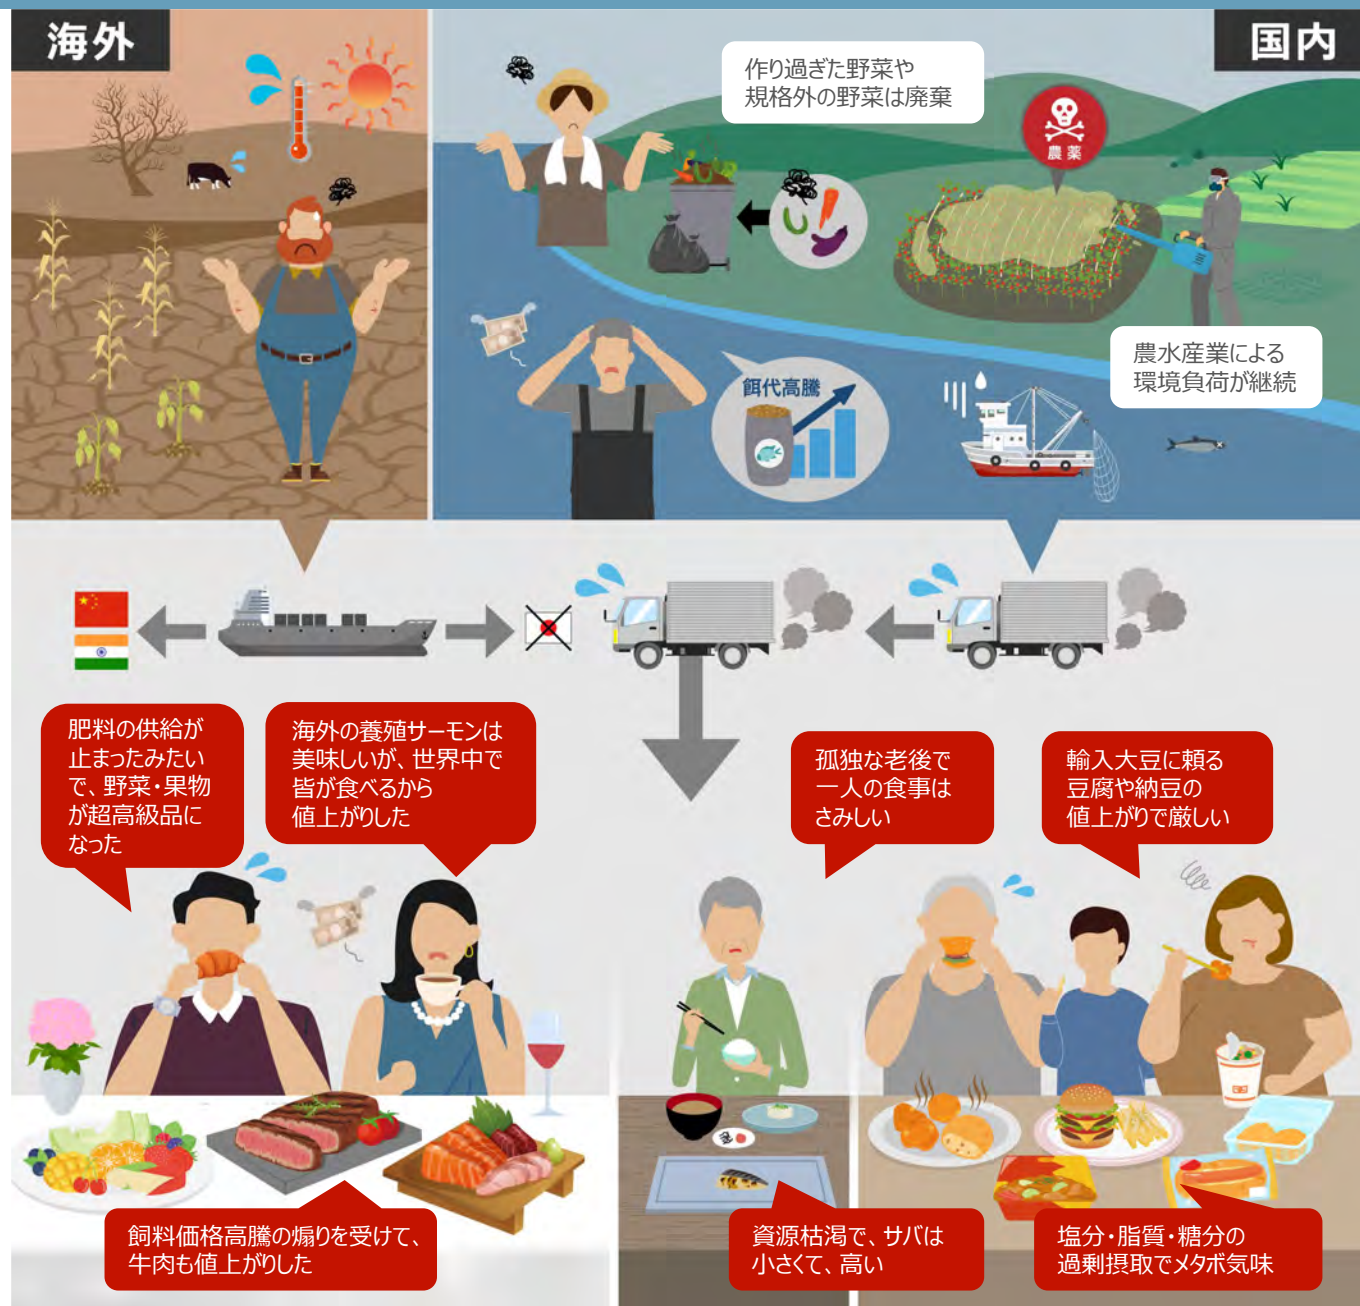 海外
国内
作り過ぎた野菜や
規格外の野菜は廃棄
農薬
農水産業による
環境負荷が継続
餌代高騰
肥料の供給が
止まったみたい
で、野菜・果物
が超高級品に
なった
海外の養殖サーモンは
美味しいが、世界中で
皆が食べるから
値上がりした
孤独な老後で
一人の食事は
さみしい
輸入大豆に頼る
豆腐や納豆の
値上がりで厳しい
飼料価格高騰の煽りを受けて、
牛肉も値上がりした
資源枯渇で、サバは
小さくて、高い
塩分・脂質・糖分の
過剰摂取でメタボ気味